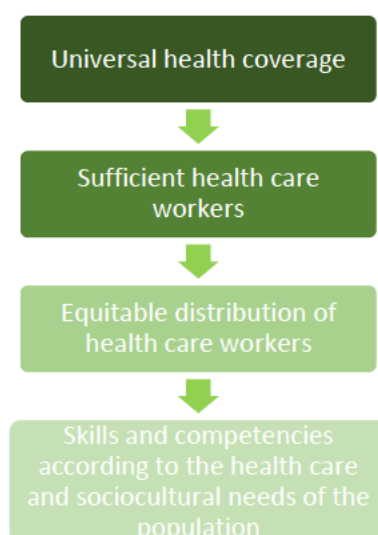 Universal health coverage
Sufficient health care
workers
Equitable distribution of
health care workers
Skills and competencies
according to the health care
and sociocultural needs of the
population